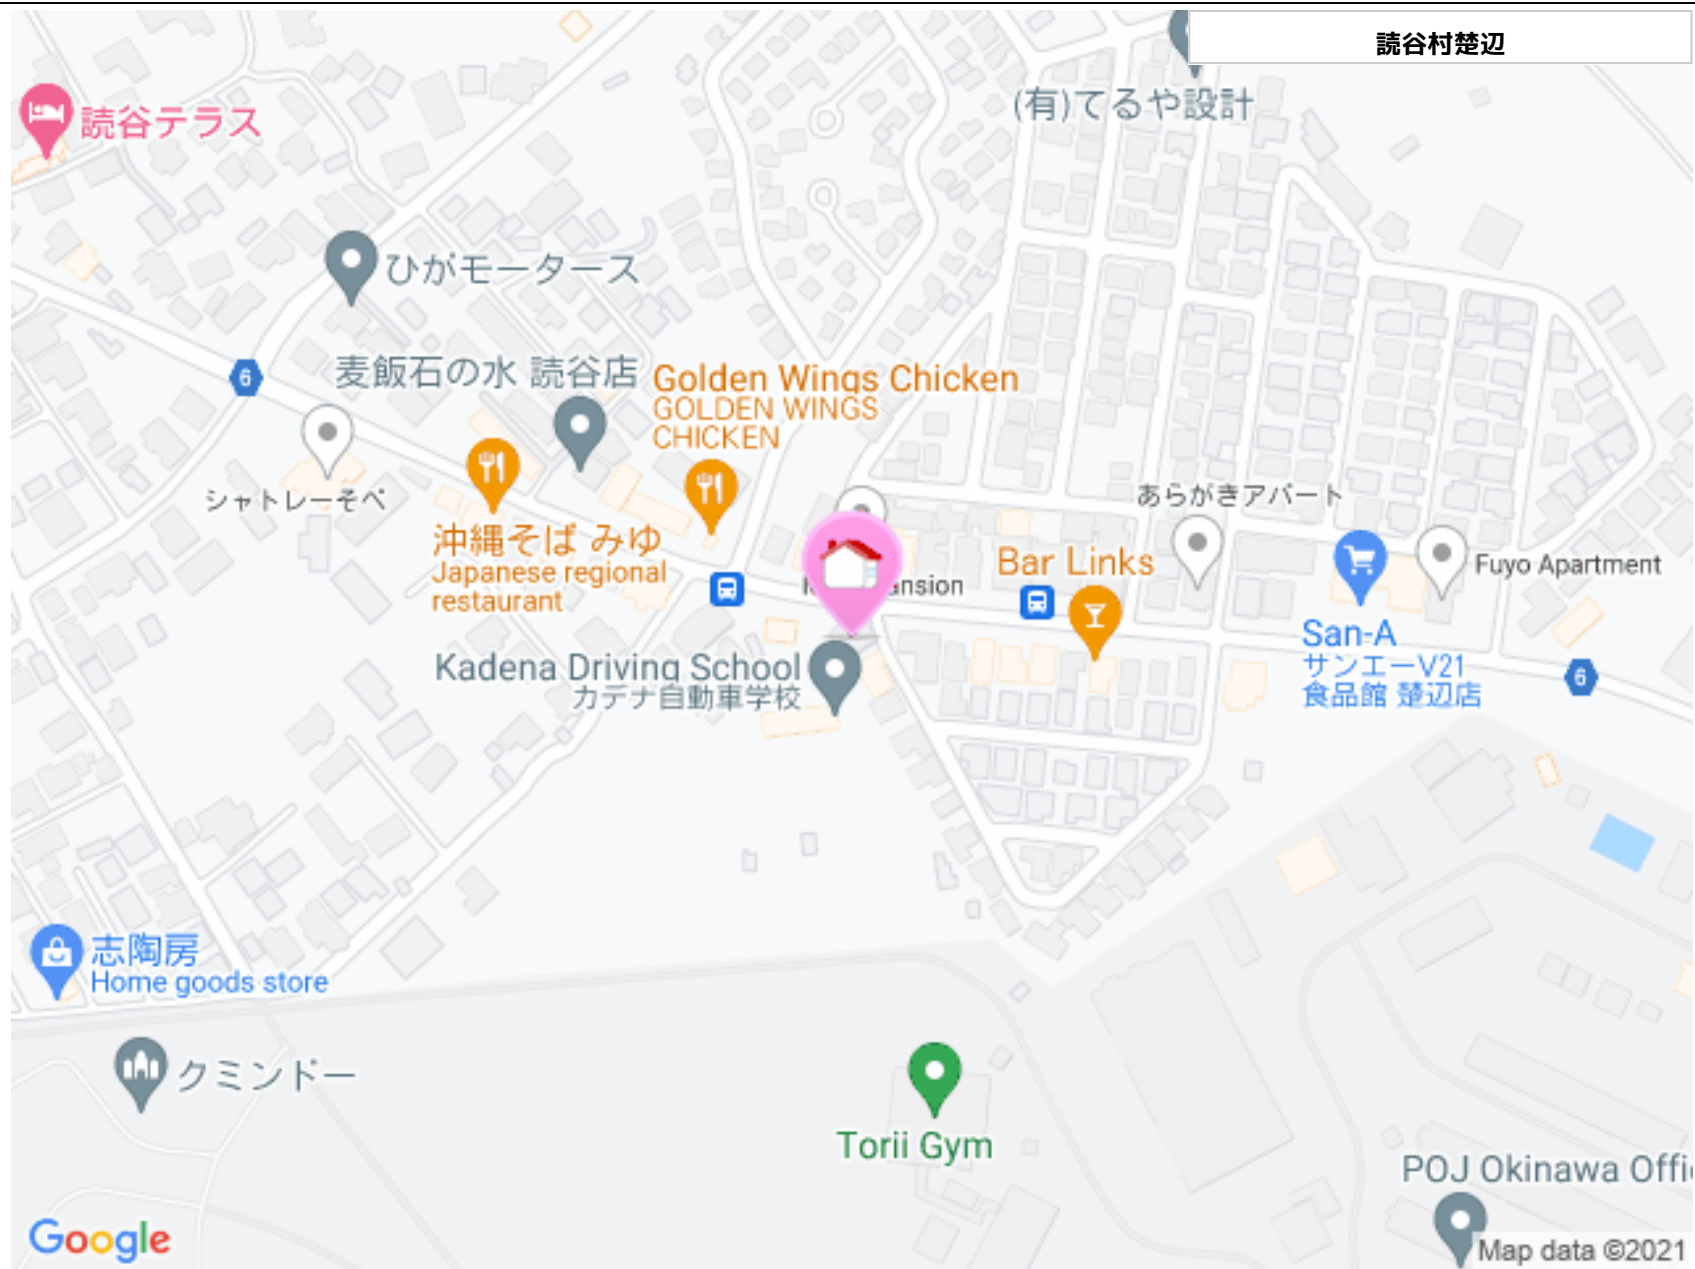 読谷村楚辺
(有)てるや設計
読谷テラス
ひがモータース
麦飯石の水 読谷店
Golden Wings Chicken
GOLDEN WINGS
CHICKEN
6
シャトレーそべ
あらがきアパート
沖縄そば みゆ
Japanese regional
restaurant
Bar Links
Fuyo Apartment
San-A
サンエーV21
食品館 楚辺店
6
Kadena Driving School
カデナ自動車学校
志陶房
Home goods store
クミンドー
Torii Gym
POJ Okinawa Offi
Google
Map data ©2021